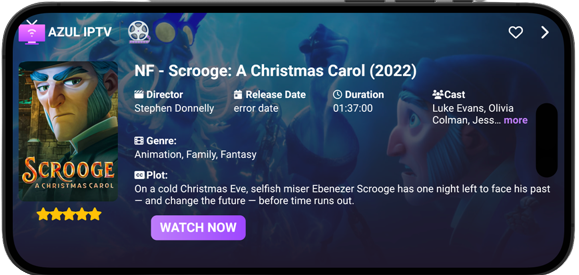 AZUL IPTV
NF - Scrooge: A Christmas Carol (2022)
Director
Stephen Donnelly
Release Date
error date
Duration
01:37:00
Cast
Luke Evans, Olivia
Colman, Jess... more
Genre:
Animation, Family, Fantasy
Plot:
On a cold Christmas Eve, selfish miser Ebenezer Scrooge has one night left to face his past
— and change the future — before time runs out.
WATCH NOW
SCROOGE
A CHRISTMAS CAROL